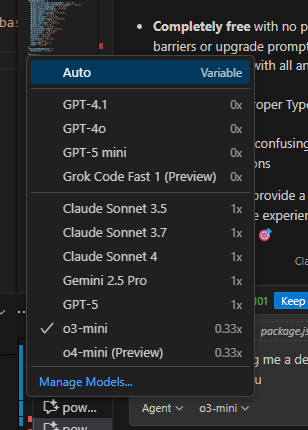 • Completely free with no p
barriers or upgrade prompt
with all an
Auto Variable
GPT-4.1 0x
roper Type
GPT-4o 0x
GPT-5 mini 0x
confusing
Grok Code Fast 1 (Preview) 0x
ons
Claude Sonnet 3.5 1x
provide a
Claude Sonnet 3.7 1x
e experien
Claude Sonnet 4 1x
🎯
Gemini 2.5 Pro 1x
Cla
GPT-5 1x
01 Keep
✓ o3-mini 0.33x
package.js
o4-mini (Preview) 0.33x
ng me a de
Manage Models...
u
pow...
Agent o3-mini
pow...